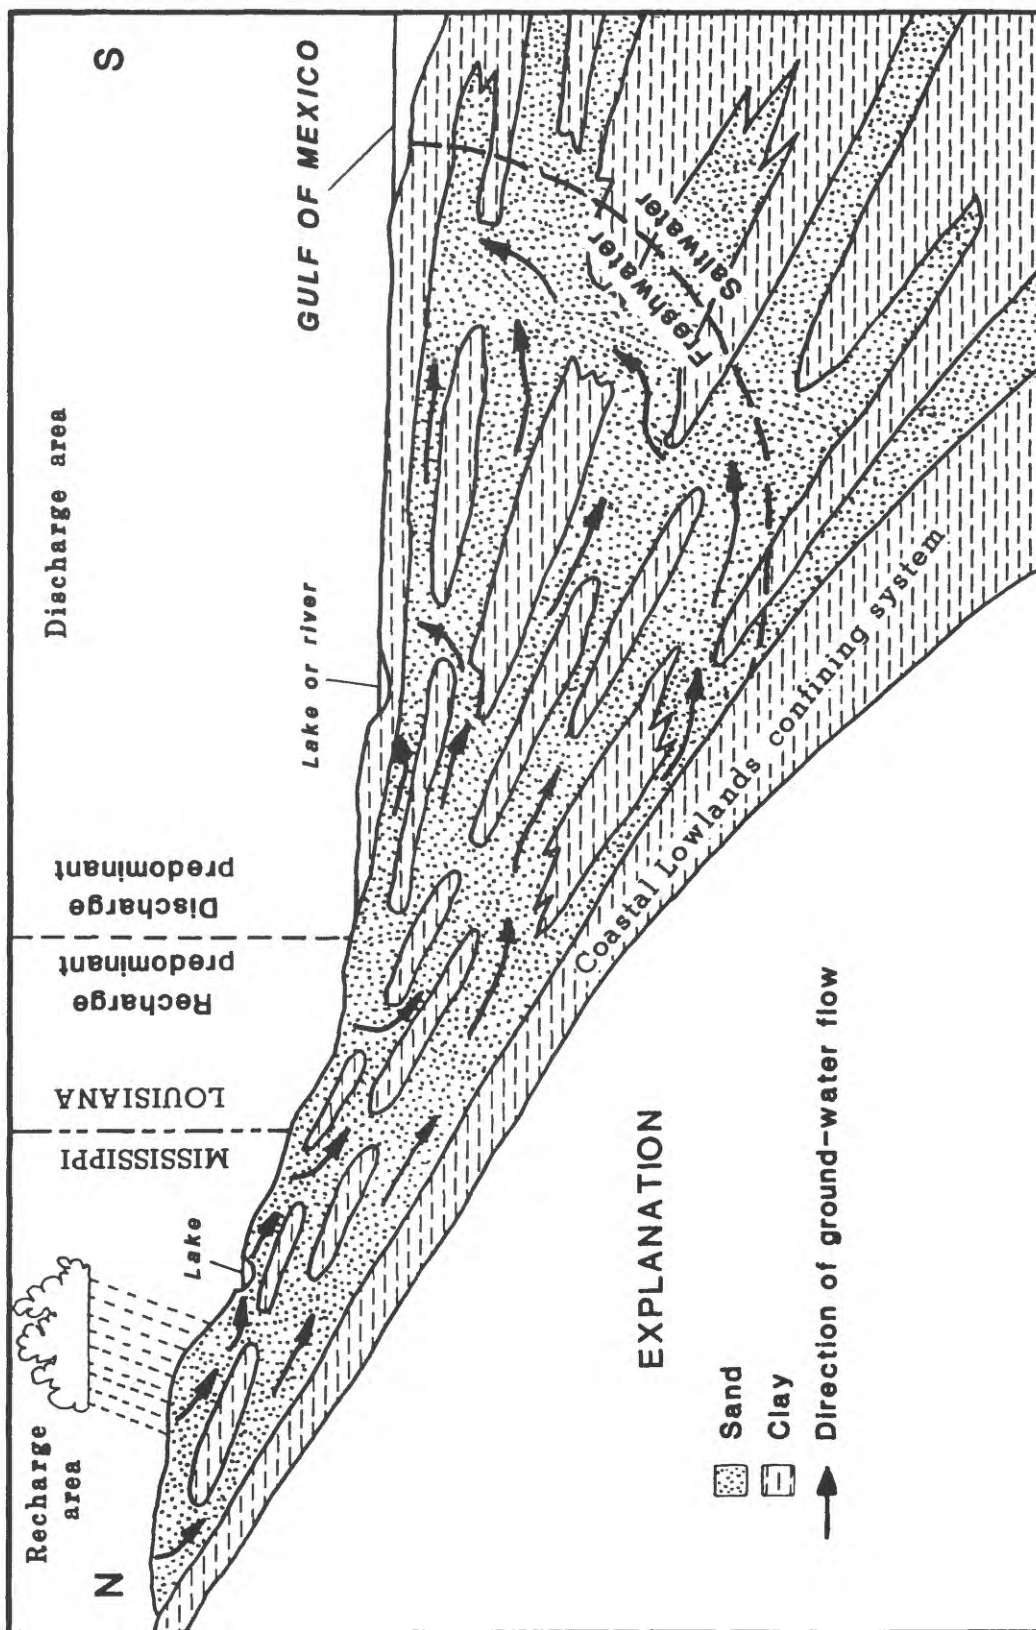 Recharge
area
N
Lake
MISSISSIPPI
LOUISIANA
Recharge
predominant
Discharge
predominant
Discharge area
Lake or river
GULF OF MEXICO
S
Freshwater
Saltwater
Coastal Lowlands confining system
EXPLANATION
Sand
Clay
Direction of ground-water flow